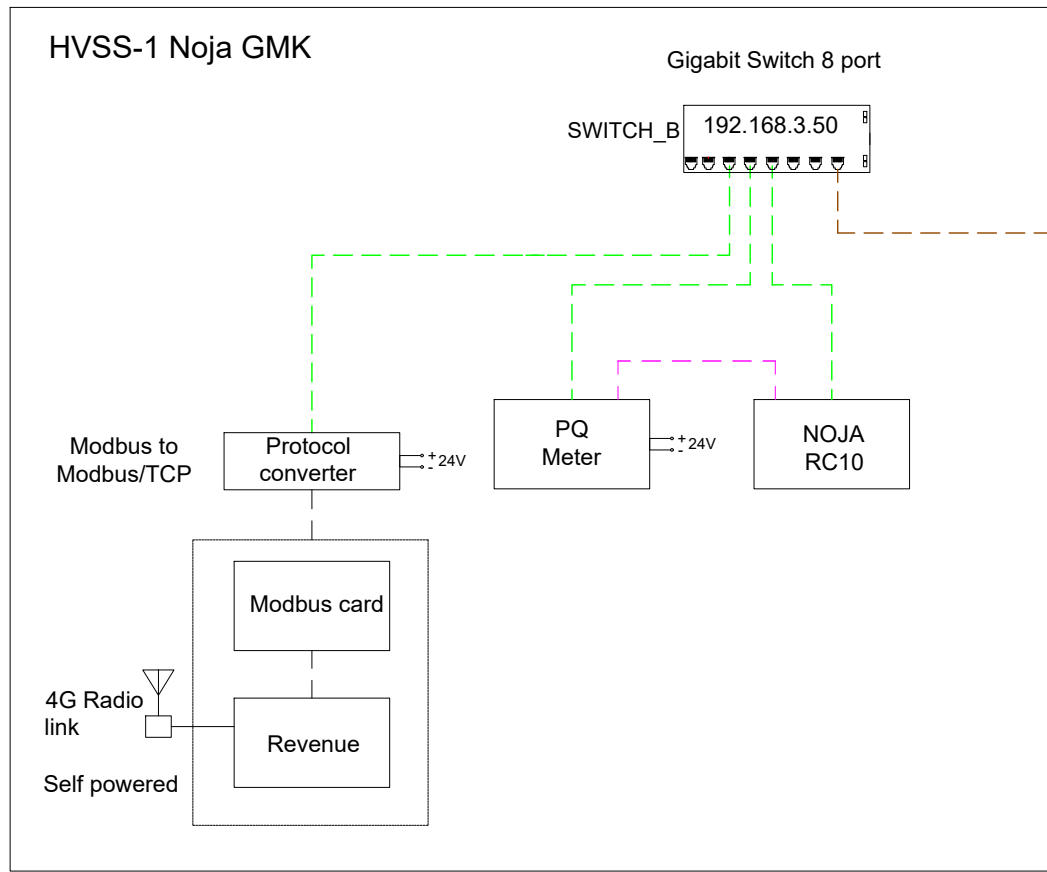 HVSS-1 Noja GMK
Gigabit Switch 8 port
SWITCH_B
192.168.3.50
Modbus to
Modbus/TCP
Protocol
converter
+
24V
-
PQ
Meter
+
24V
-
NOJA
RC10
Modbus card
4G Radio
link
Revenue
Self powered